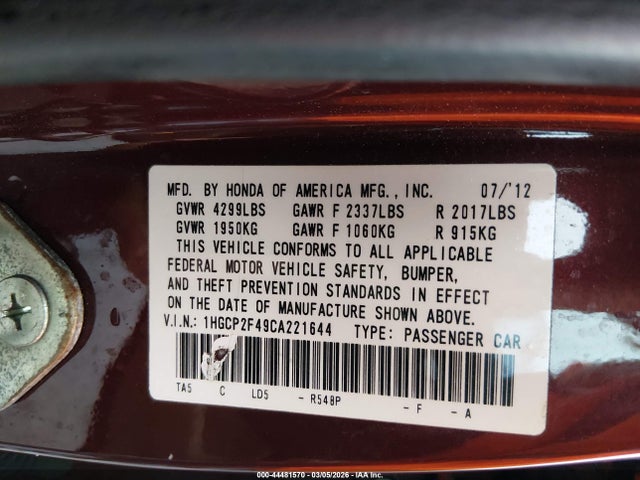 MFD. BY HONDA OF AMERICA MFG., INC. 07/'12
GVWR 4299LBS GAWR F 2337LBS R 2017LBS
GVWR 1950KG GAWR F 1060KG R 915KG
THIS VEHICLE CONFORMS TO ALL APPLICABLE
FEDERAL MOTOR VEHICLE SAFETY, BUMPER,
AND THEFT PREVENTION STANDARDS IN EFFECT
ON THE DATE OF MANUFACTURE SHOWN ABOVE.
V.I.N.: 1HGCP2F49CA221644 TYPE: PASSENGER CAR
TA5 C LD5 - R548P - F - A
000-44481570 - 03/05/2026 - IAA Inc.